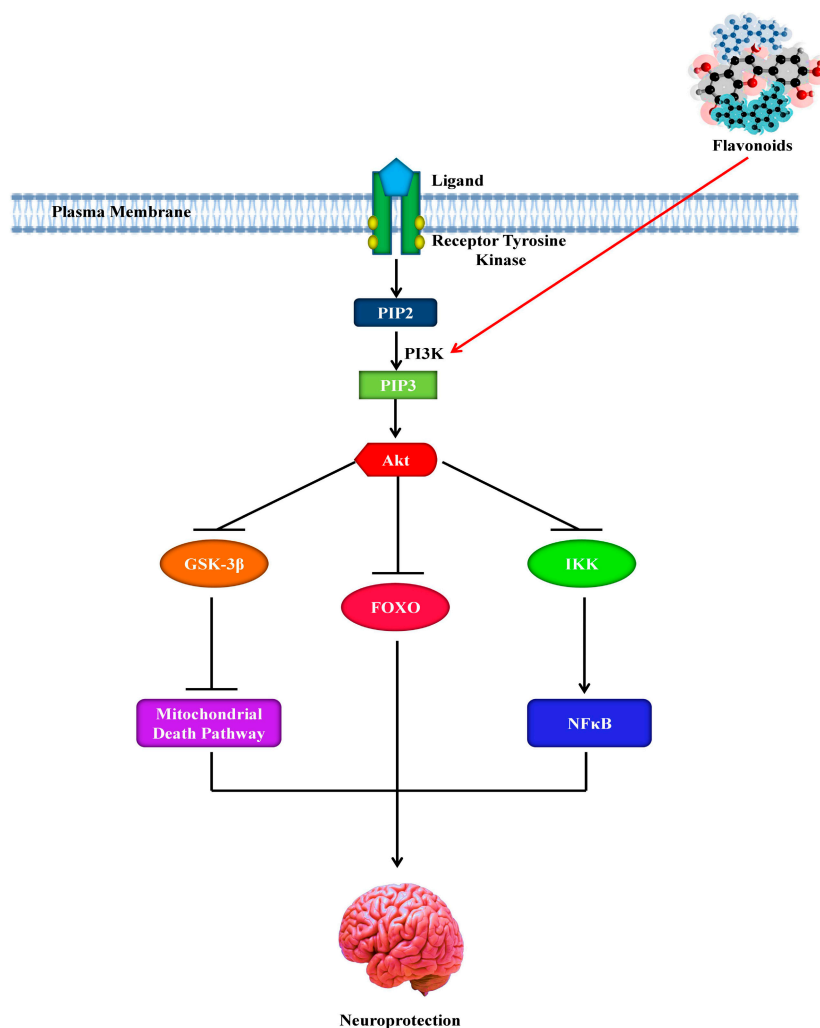 Flavonoids
Ligand
Plasma Membrane
Receptor Tyrosine
Kinase
PIP2
PI3K
PIP3
Akt
GSK-3β
IKK
FOXO
Mitochondrial
Death Pathway
NFκB
Neuroprotection